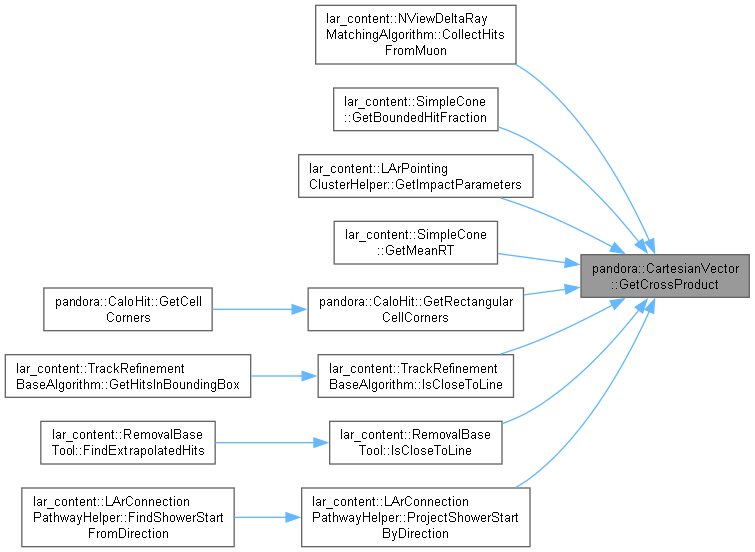 lar_content::NViewDeltaRay
MatchingAlgorithm::CollectHits
FromMuon
lar_content::SimpleCone
::GetBoundedHitFraction
lar_content::LArPointing
ClusterHelper::GetImpactParameters
lar_content::SimpleCone
::GetMeanRT
pandora::CartesianVector
::GetCrossProduct
pandora::CaloHit::GetCell
Corners
pandora::CaloHit::GetRectangular
CellCorners
lar_content::TrackRefinement
BaseAlgorithm::GetHitsInBoundingBox
lar_content::TrackRefinement
BaseAlgorithm::IsCloseToLine
lar_content::RemovalBase
Tool::FindExtrapolatedHits
lar_content::RemovalBase
Tool::IsCloseToLine
lar_content::LArConnection
PathwayHelper::FindShowerStart
FromDirection
lar_content::LArConnection
PathwayHelper::ProjectShowerStart
ByDirection